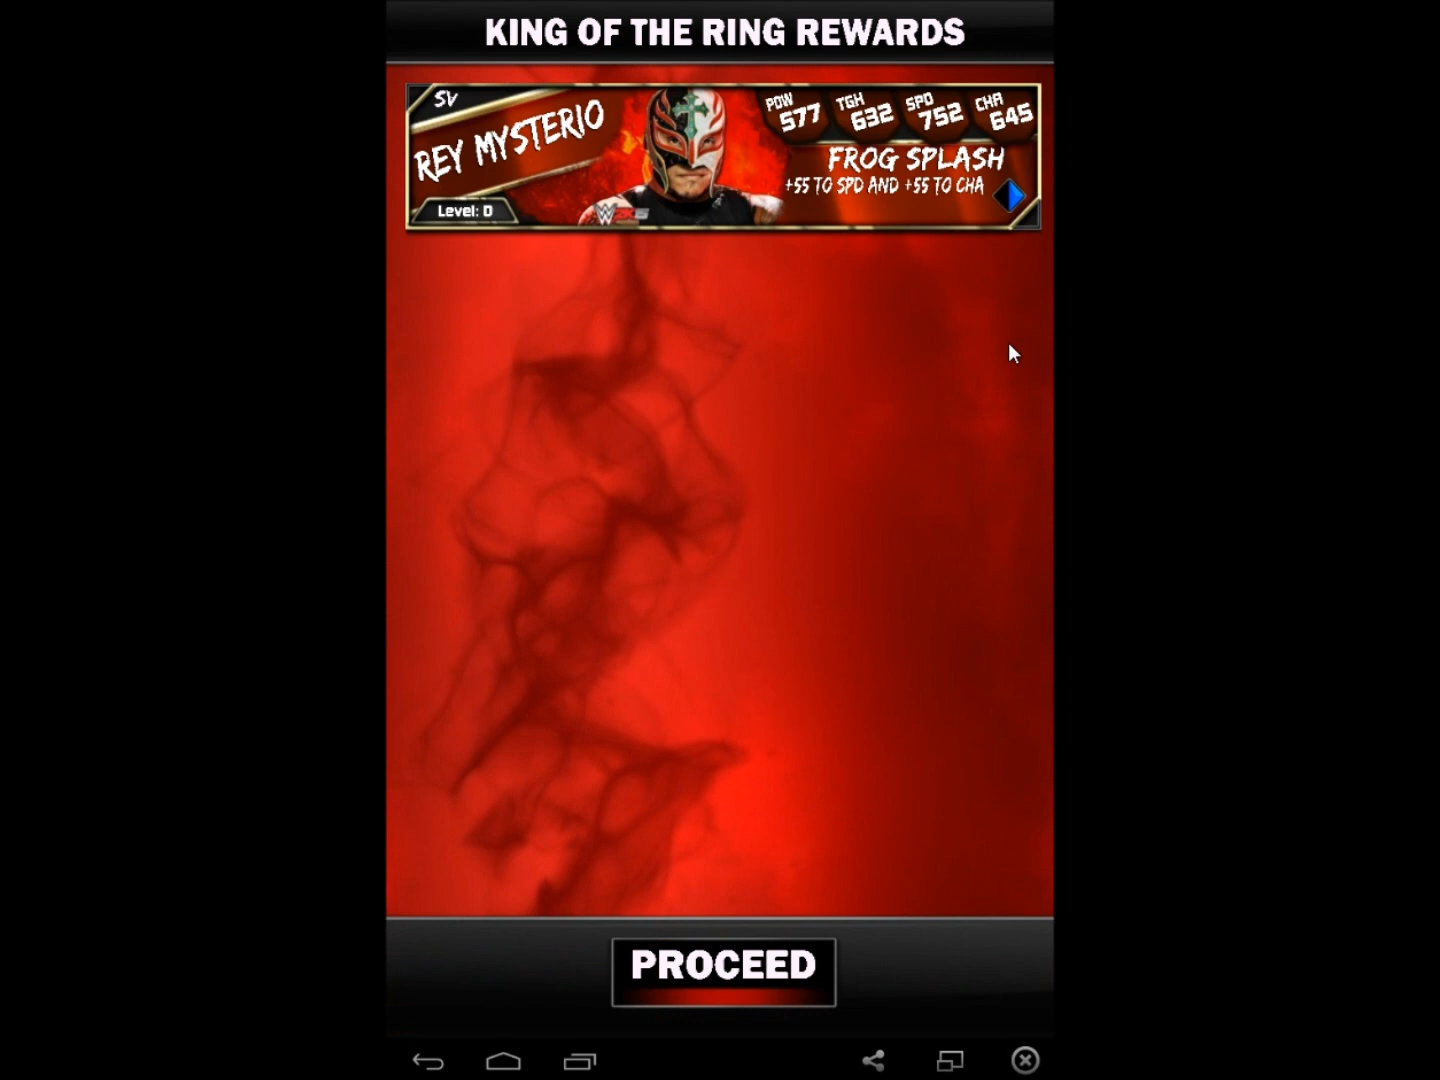 KING OF THE RING REWARDS
SV
REY MYSTERIO
Level: 0
W 2K15
POW 577
TGH 632
SPD 752
CHA 645
FROG SPLASH
+55 TO SPD AND +55 TO CHA
PROCEED